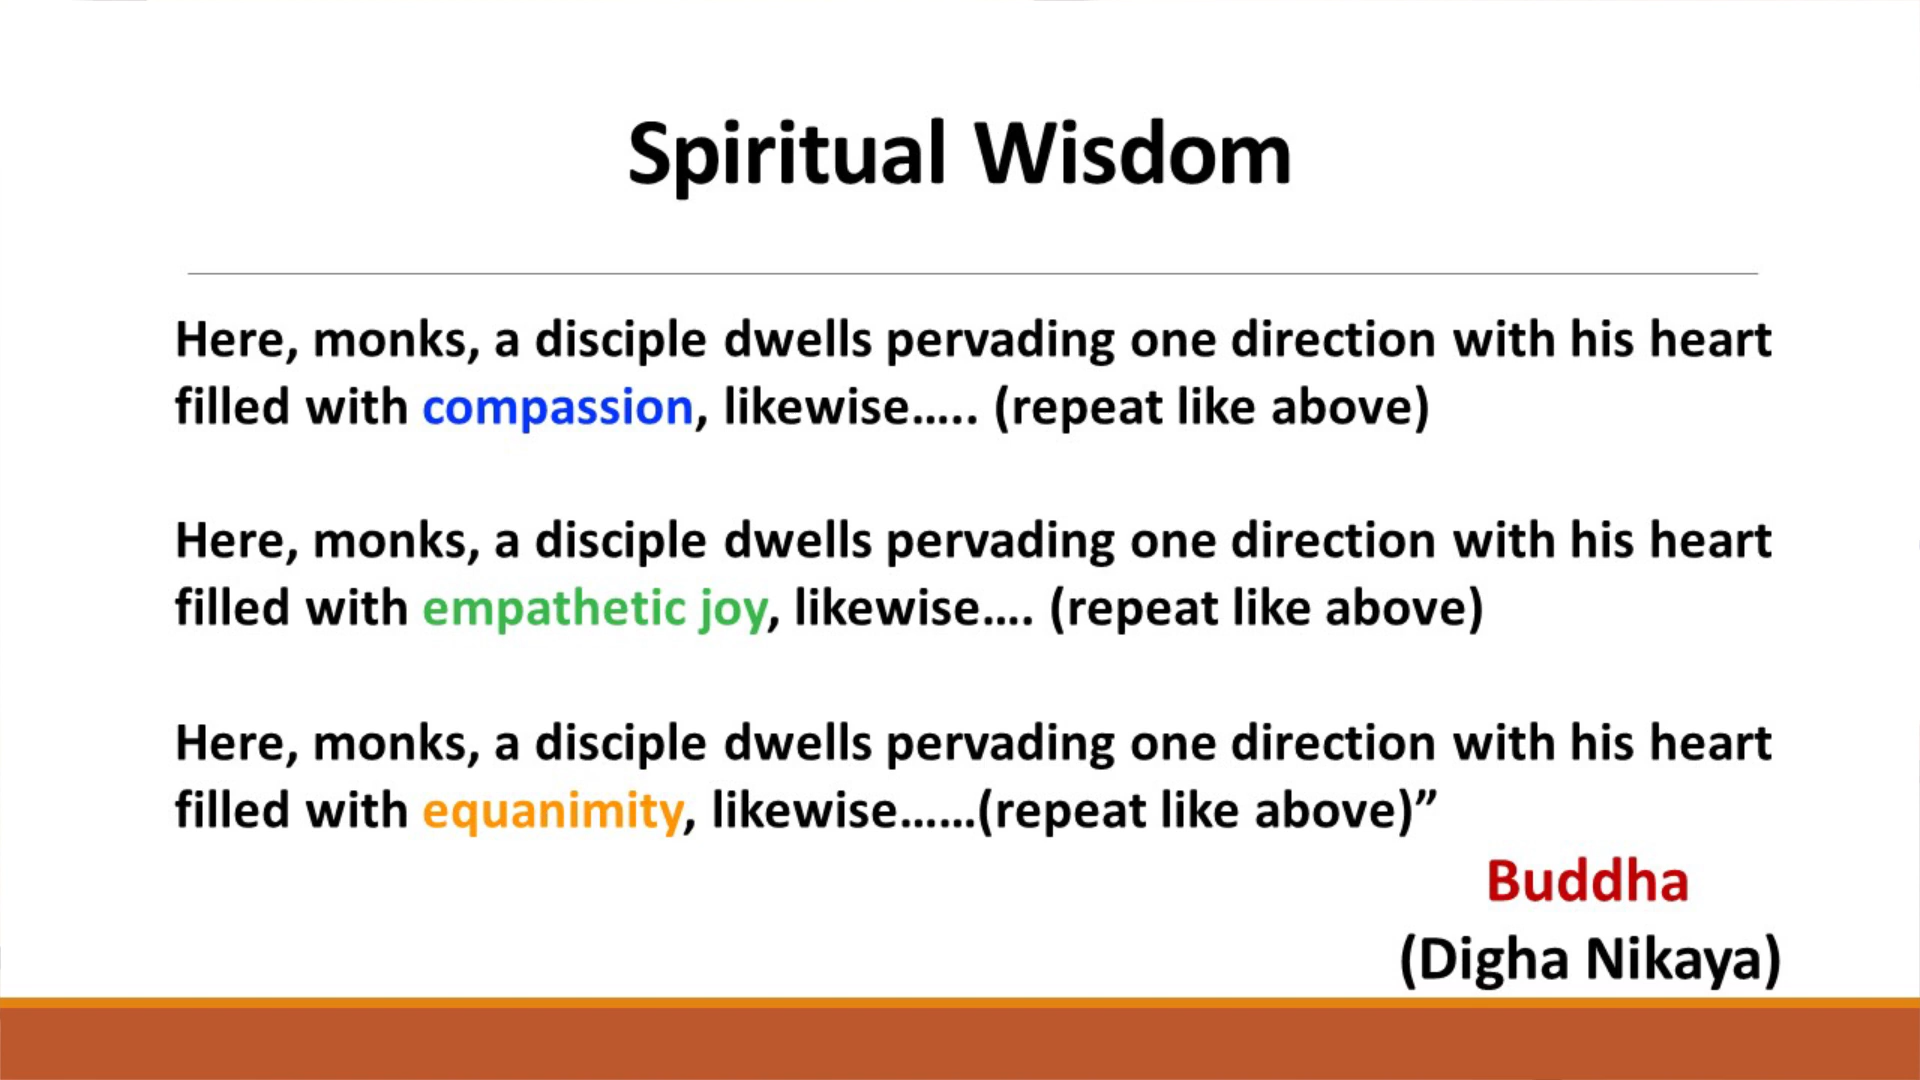 Spiritual Wisdom
Here, monks, a disciple dwells pervading one direction with his heart
filled with compassion, likewise..... (repeat like above)
Here, monks, a disciple dwells pervading one direction with his heart
filled with empathetic joy, likewise.... (repeat like above)
Here, monks, a disciple dwells pervading one direction with his heart
filled with equanimity, likewise......(repeat like above)”
Buddha
(Digha Nikaya)